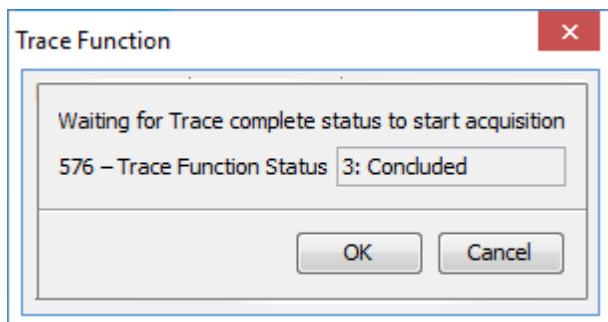 Trace Function
Waiting for Trace complete status to start acquisition
576 – Trace Function Status 3: Concluded
OK Cancel